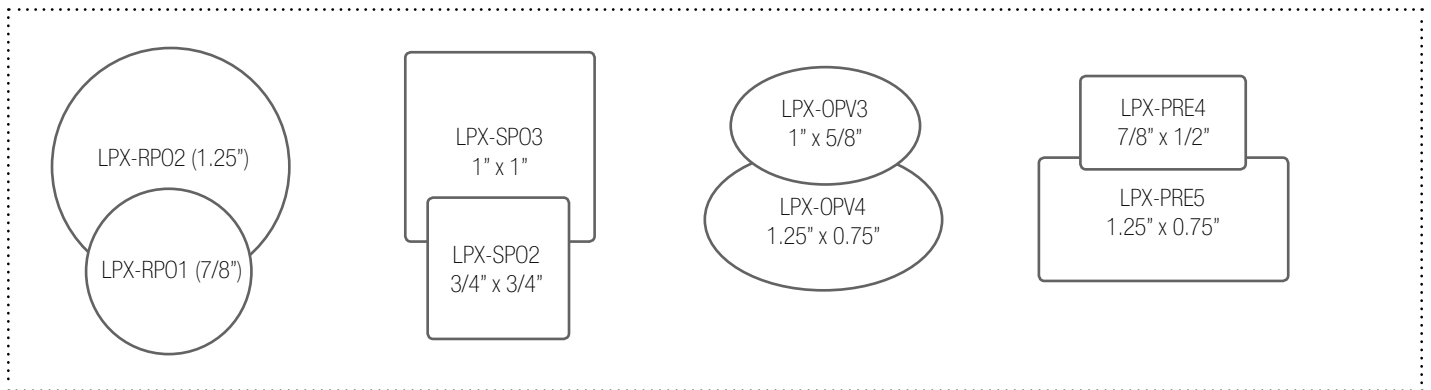 LPX-RP02 (1.25”)
LPX-RP01 (7/8”)
LPX-SP03
1” x 1”
LPX-SP02
3/4” x 3/4”
LPX-OPV3
1” x 5/8”
LPX-OPV4
1.25” x 0.75”
LPX-PRE4
7/8” x 1/2”
LPX-PRE5
1.25” x 0.75”